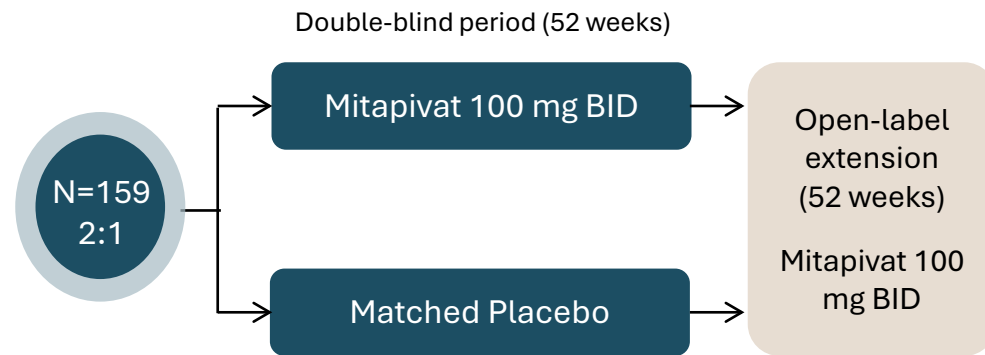 Double-blind period (52 weeks)
N=159
2:1
Mitapivat 100 mg BID
Matched Placebo
Open-label
extension
(52 weeks)
Mitapivat 100
mg BID